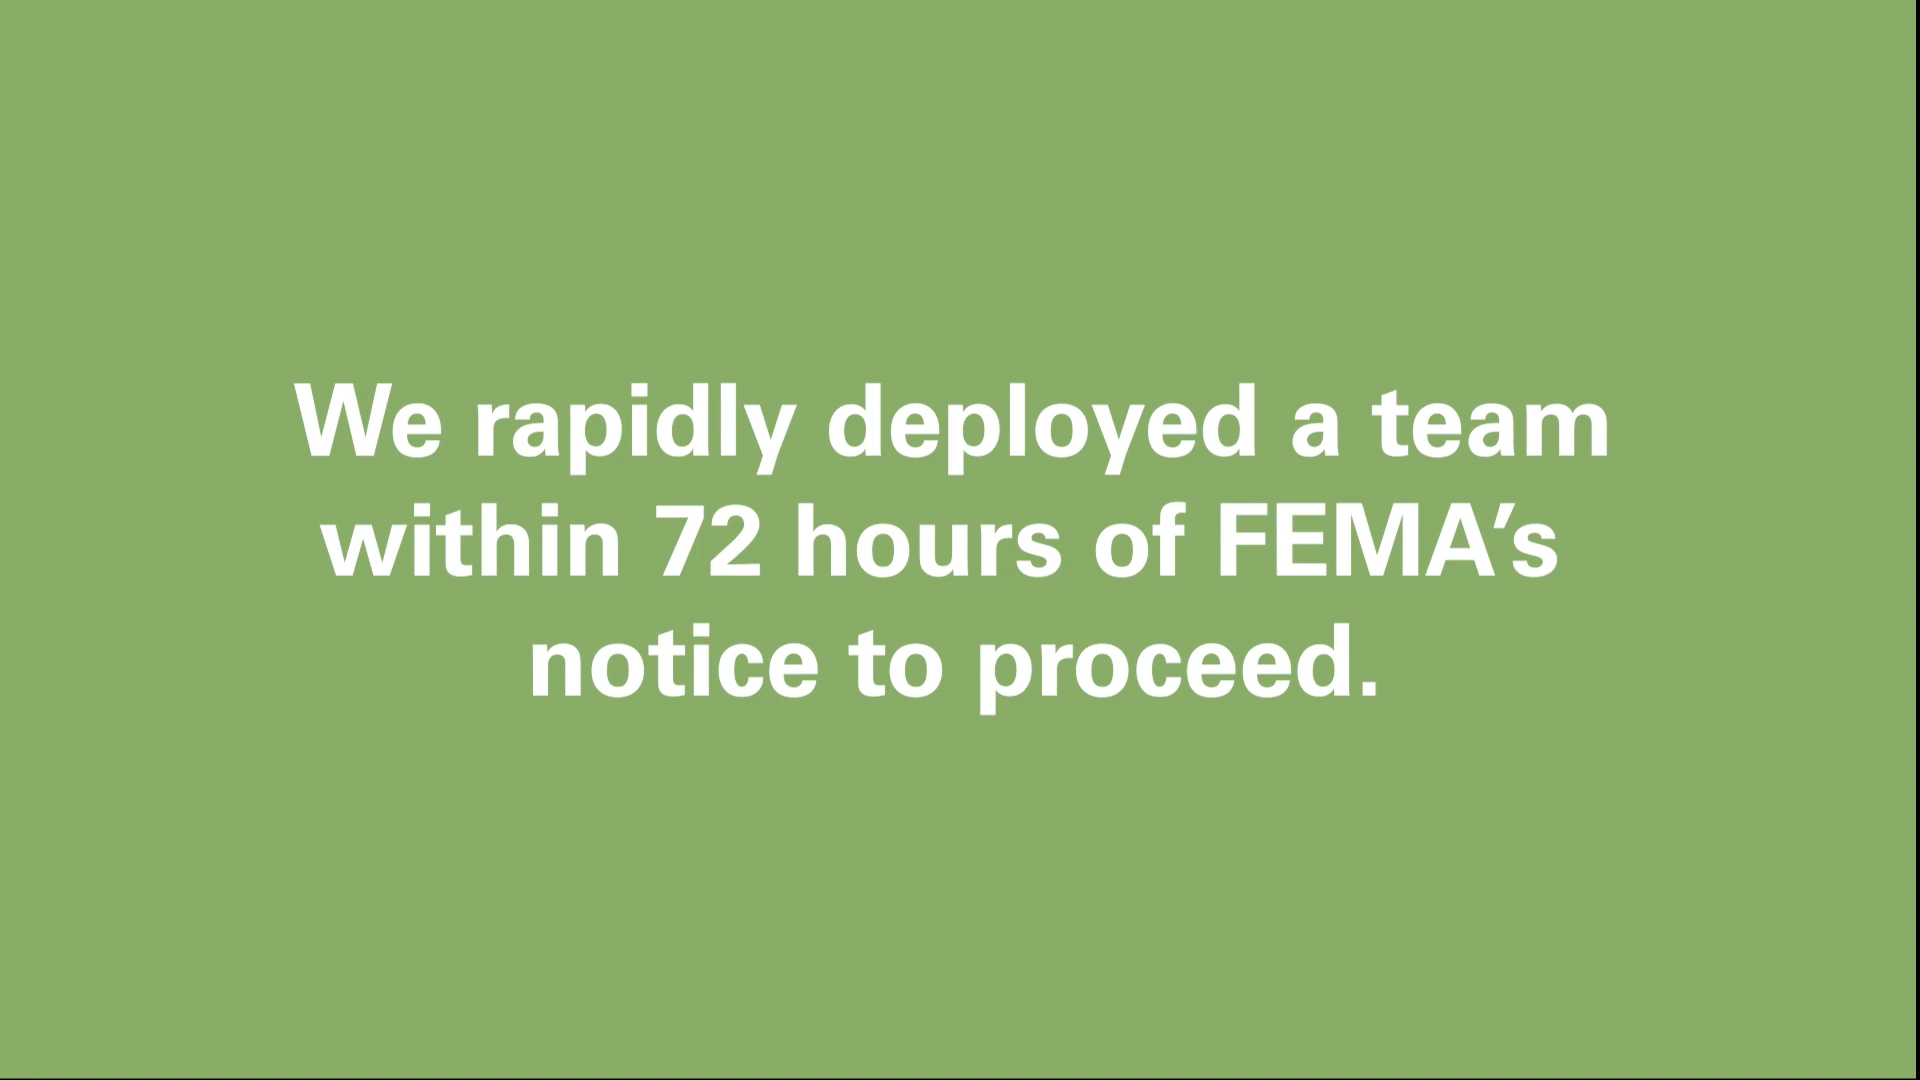 We rapidly deployed a team
within 72 hours of FEMA’s
notice to proceed.